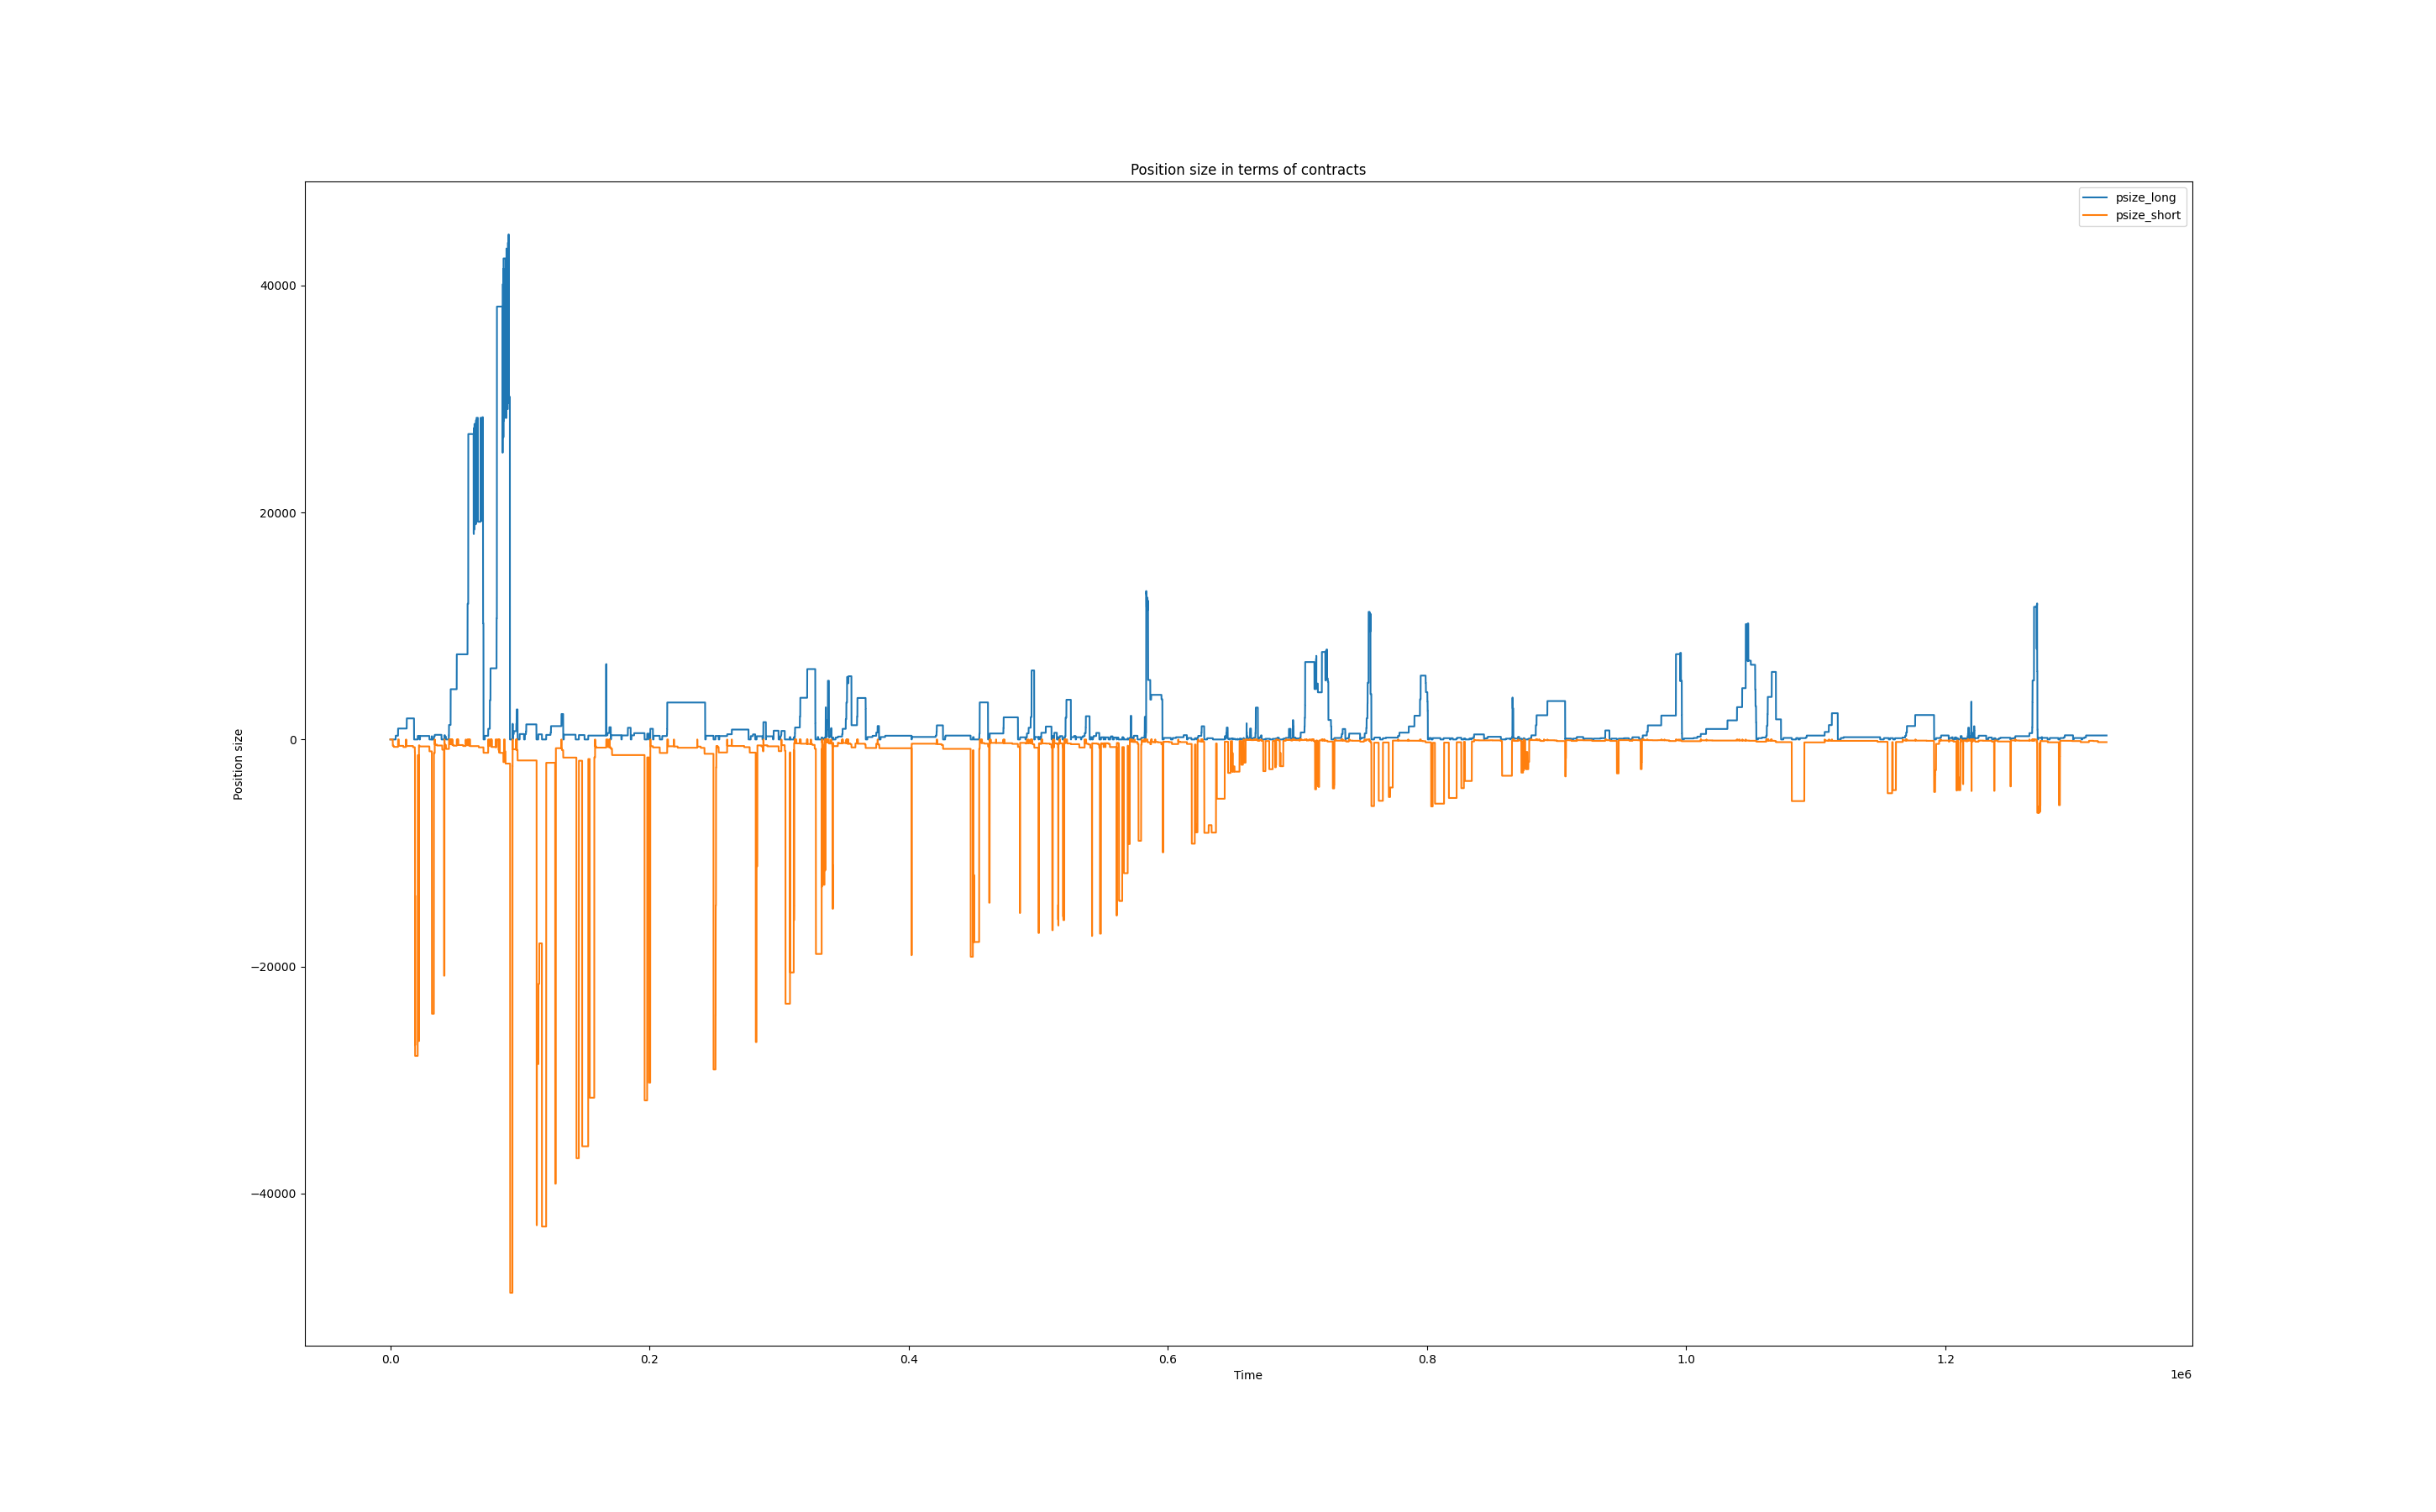 Position size in terms of contracts
psize_long
psize_short
40000
20000
0
−20000
−40000
Position size
0.0
0.2
0.4
0.6
0.8
1.0
1.2
1e6
Time